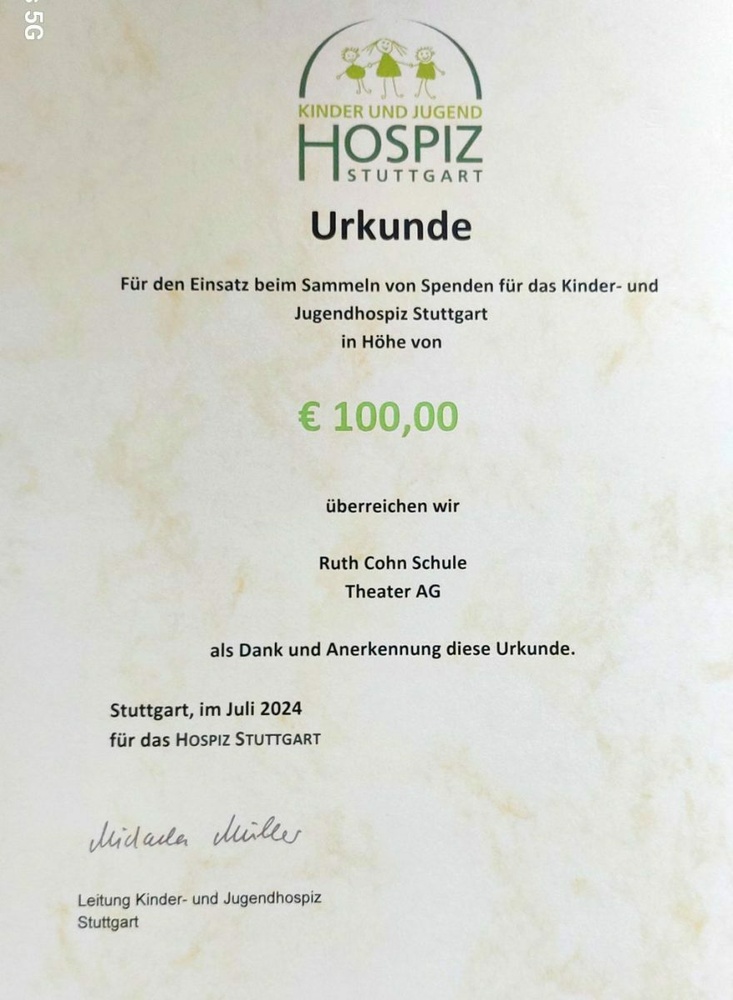 5G
KINDER UND JUGEND
HOSPIZ
STUTTGART
Urkunde
Für den Einsatz beim Sammeln von Spenden für das Kinder- und
Jugendhospiz Stuttgart
in Höhe von
€ 100,00
überreichen wir
Ruth Cohn Schule
Theater AG
als Dank und Anerkennung diese Urkunde.
Stuttgart, im Juli 2024
für das HOSPIZ STUTTGART
Michaela Müller
Leitung Kinder- und Jugendhospiz
Stuttgart